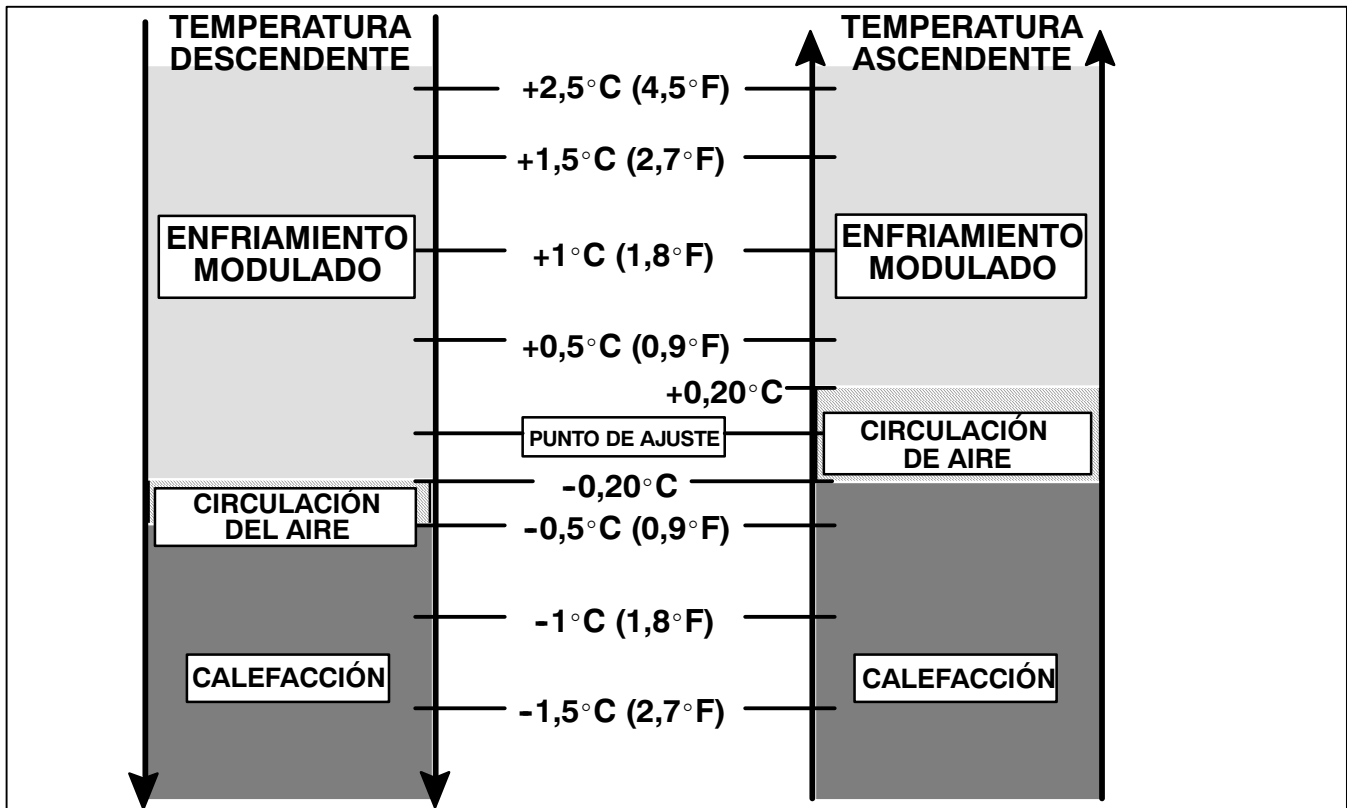 TEMPERATURA
DESCENDENTE
TEMPERATURA
ASCENDENTE
+2,5°C (4,5°F)
+1,5°C (2,7°F)
ENFRIAMIENTO
MODULADO
+1°C (1,8°F)
ENFRIAMIENTO
MODULADO
+0,5°C (0,9°F)
+0,20°C
PUNTO DE AJUSTE
CIRCULACIÓN
DE AIRE
-0,20°C
CIRCULACIÓN
DEL AIRE
-0,5°C (0,9°F)
-1°C (1,8°F)
CALEFACCIÓN
CALEFACCIÓN
-1,5°C (2,7°F)